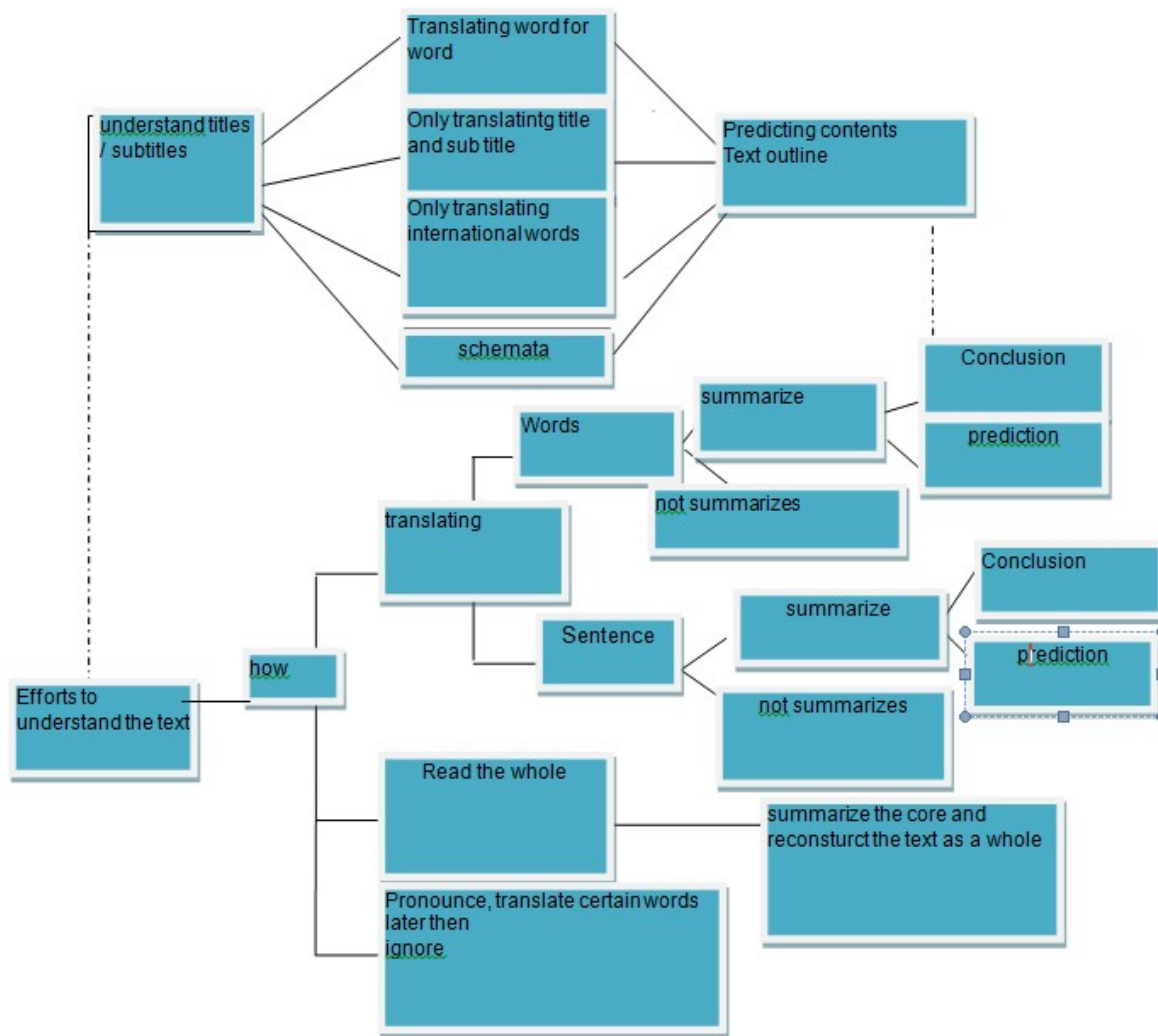 Translating word for
word
understand titles
/ subtitles
Only translatintg title
and sub title
Predicting contents
Text outline
Only translating
international words
schemata
Conclusion
summarize
prediction
Words
not summarizes
translating
Conclusion
summarize
Sentence
prediction
how
Efforts to
understand the text
not summarizes
Read the whole
summarize the core and
reconsturct the text as a whole
Pronounce, translate certain words
later then
ignore